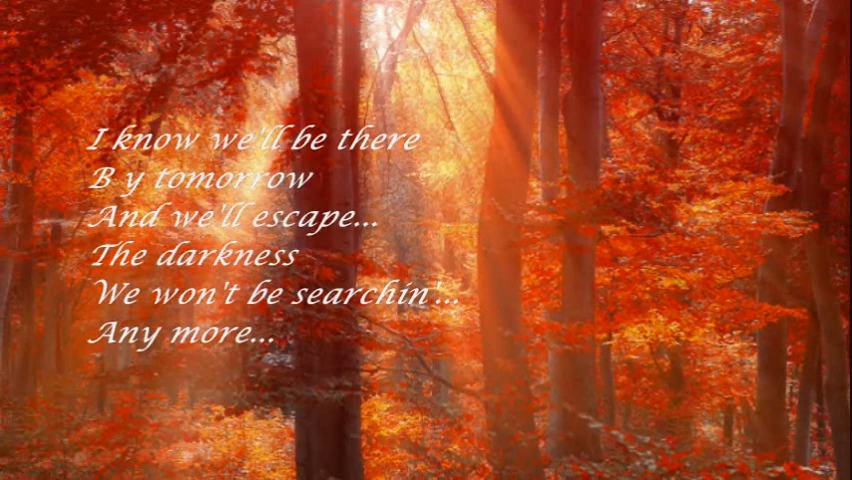 I know we'll be there
B y tomorrow
And we'll escape...
The darkness
We won't be searchin'...
Any more...